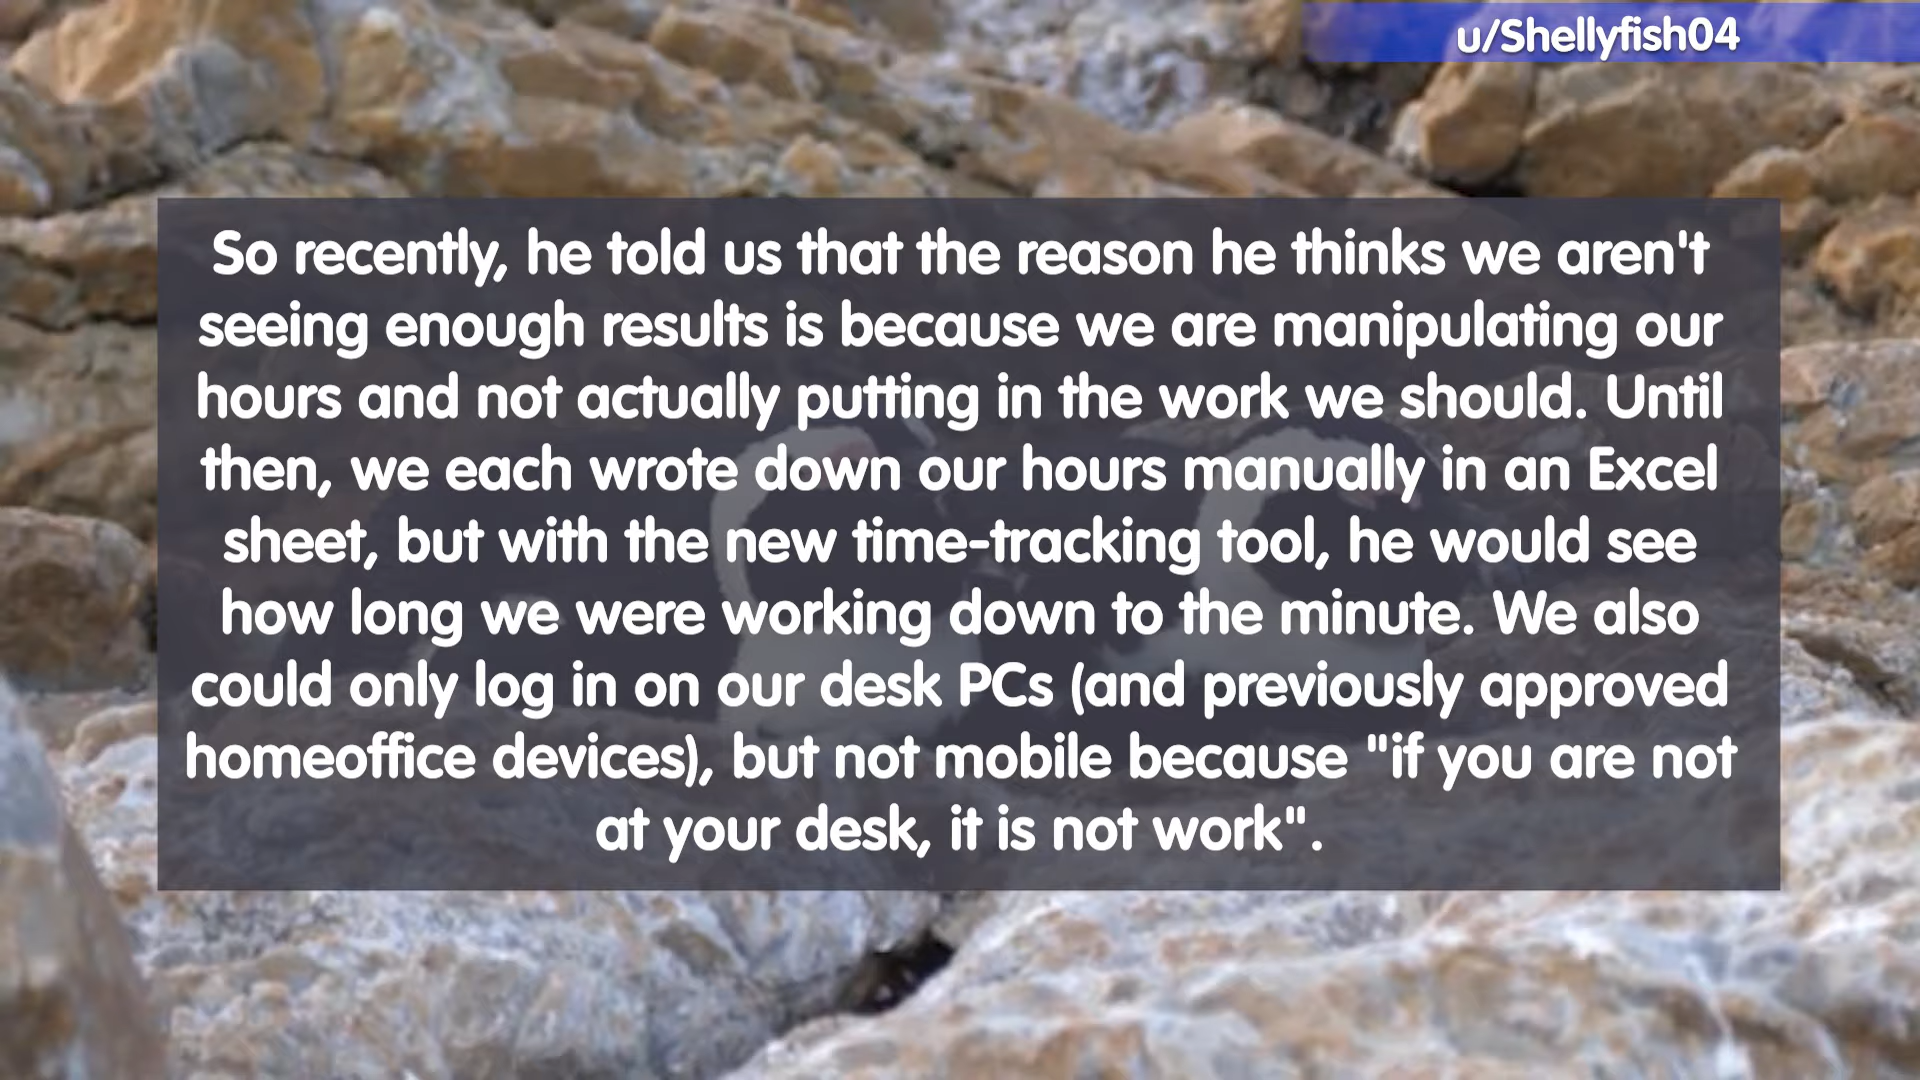 u/Shellyfish04
So recently, he told us that the reason he thinks we aren't
seeing enough results is because we are manipulating our
hours and not actually putting in the work we should. Until
then, we each wrote down our hours manually in an Excel
sheet, but with the new time-tracking tool, he would see
how long we were working down to the minute. We also
could only log in on our desk PCs (and previously approved
homeoffice devices), but not mobile because "if you are not
at your desk, it is not work".